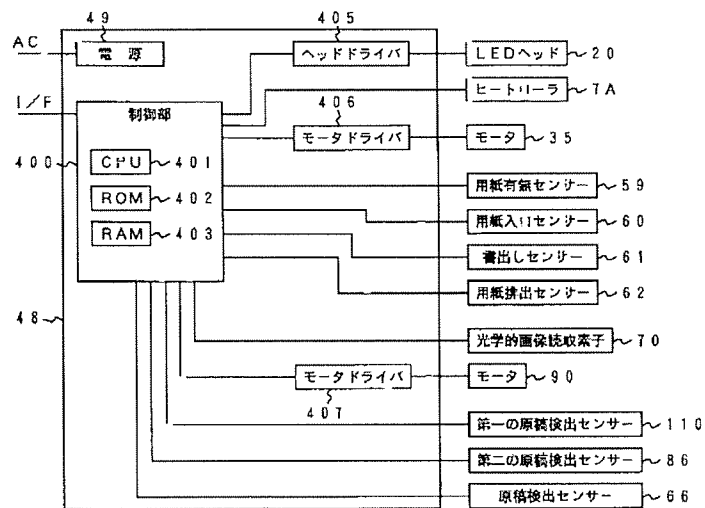 49
405
AC
電源
ヘッドドライバ
LEDヘッド
20
I/F
制御部
ヒートローラ
7A
406
モータドライバ
モータ
35
400
CPU
401
ROM
402
RAM
403
用紙有無センサー
59
用紙入口センサー
60
書出しセンサー
61
用紙排出センサー
62
48
光学的画像読取素子
70
モータドライバ
モータ
90
407
第一の原稿検出センサー
110
第二の原稿検出センサー
86
原稿検出センサー
66